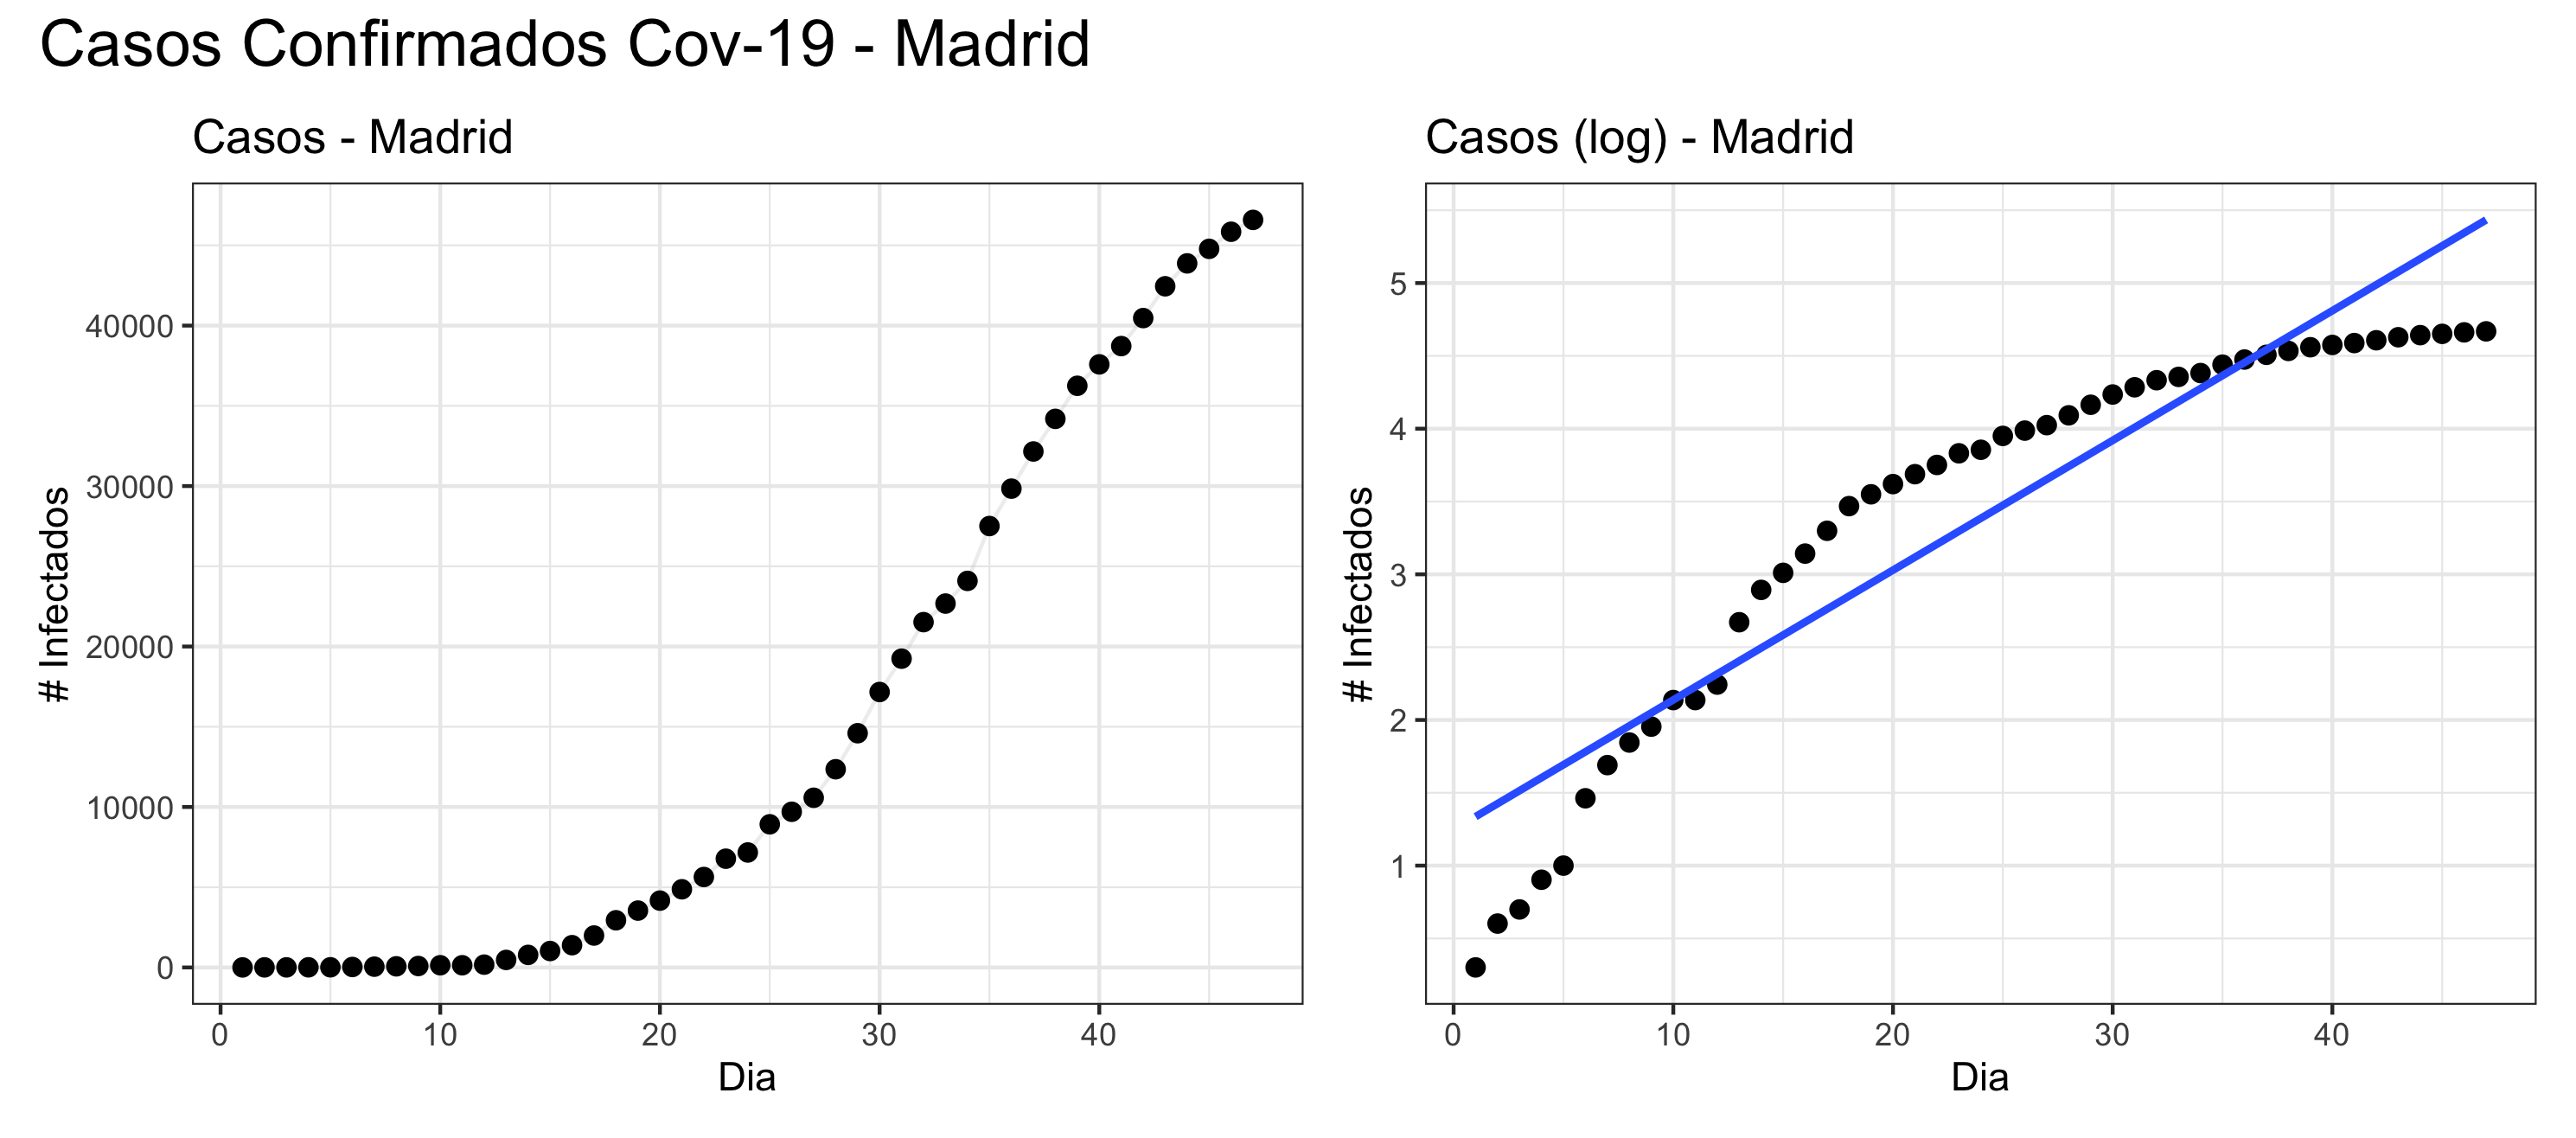 Casos Confirmados Cov-19 - Madrid
Casos - Madrid
# Infectados
40000
30000
20000
10000
0
0 10 20 30 40
Dia
Casos (log) - Madrid
# Infectados
5
4
3
2
1
0 10 20 30 40
Dia